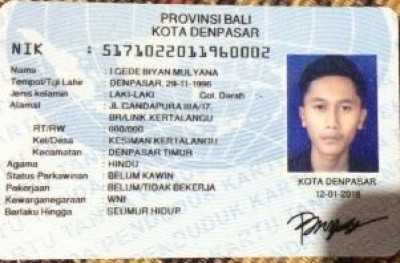 PROVINSI BALI
KOTA DENPASAR
NIK : 5171022011960002
Nama : I GEDE BIYAN MULYANA
Tempat/Tgl Lahir : DENPASAR, 29-11-1996
Jenis kelamin : LAKI-LAKI Gol. Darah : -
Alamat : JL.GANDAPURA IIIA/17
BR/LINK KERTALANGU
RT/RW : 000/000
Kel/Desa : KESIMAN KERTALANGU
Kecamatan : DENPASAR TIMUR
Agama : HINDU
Status Perkawinan : BELUM KAWIN
Pekerjaan : BELUM/TIDAK BEKERJA
Kewarganegaraan : WNI
Berlaku Hingga : SEUMUR HIDUP
KOTA DENPASAR
12-01-2018